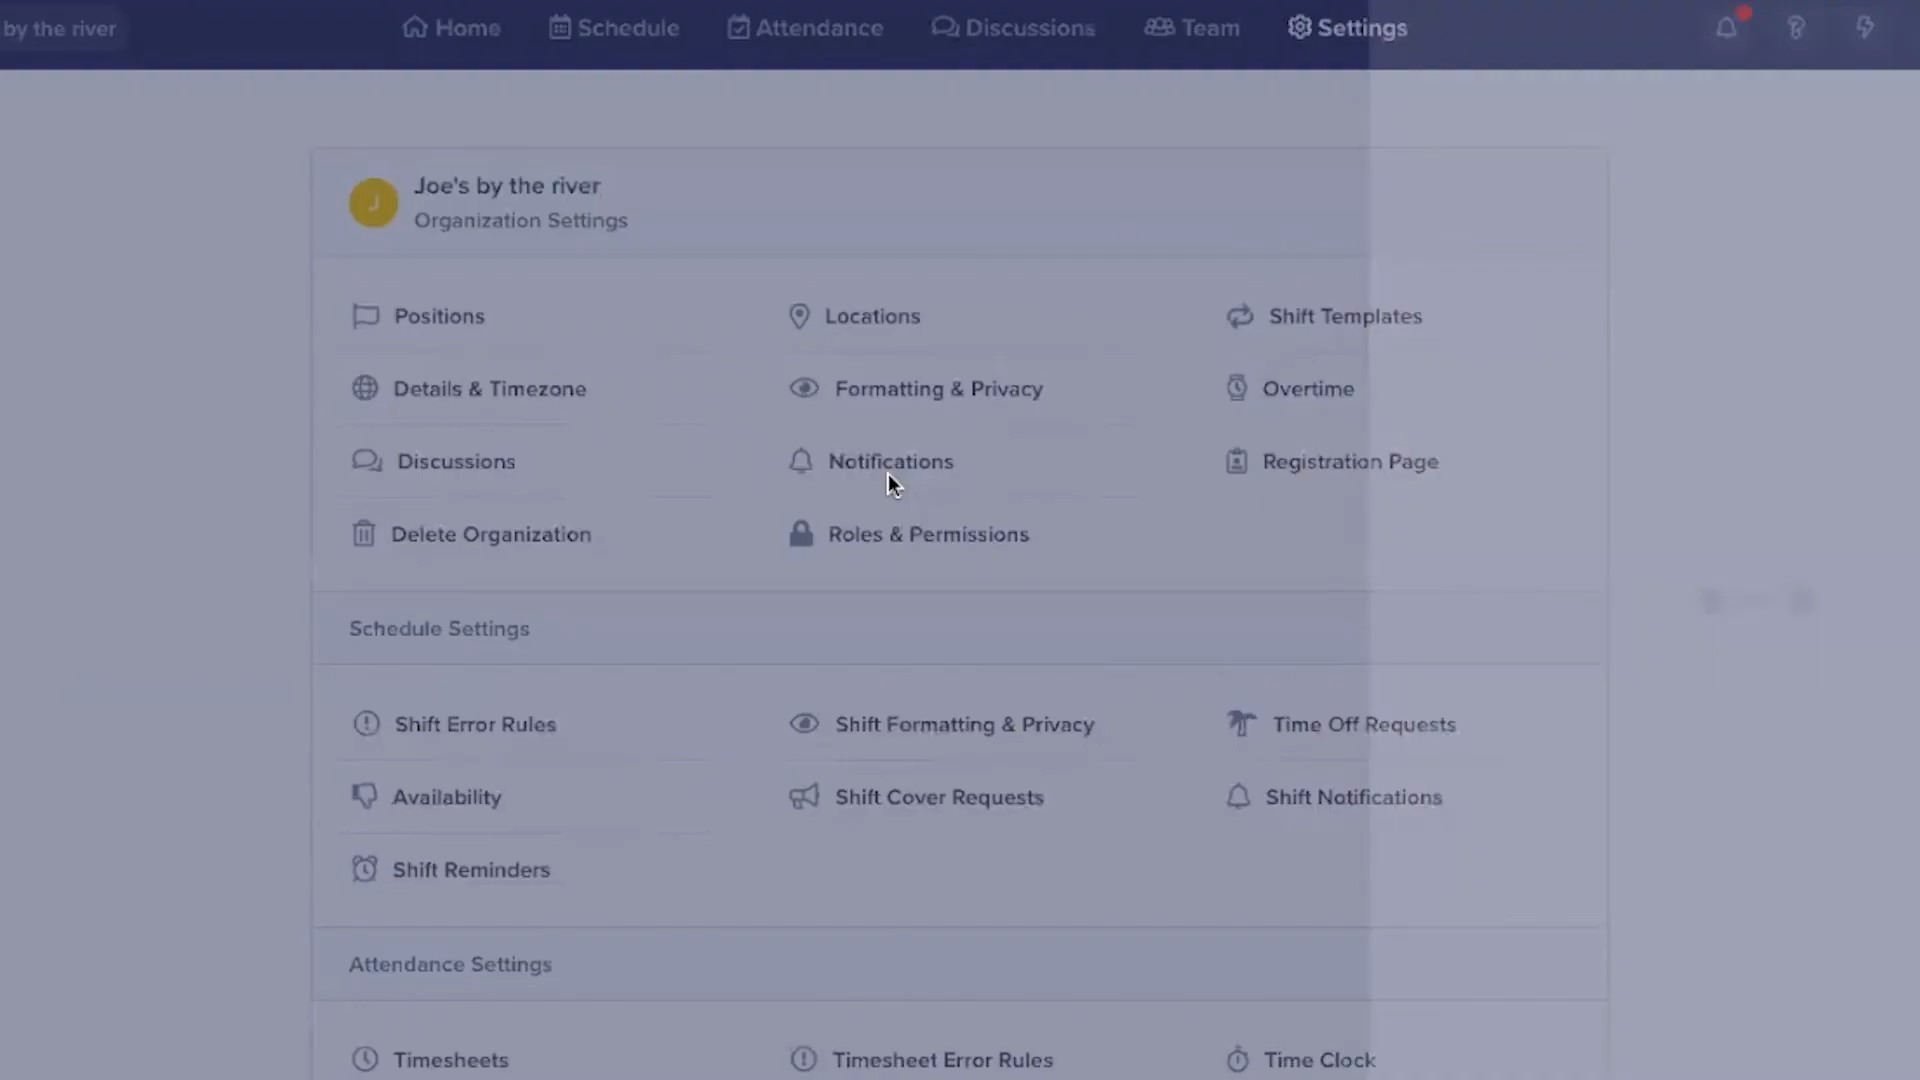 by the river
Home
Schedule
Attendance
Discussions
Team
Settings
J
Joe's by the river
Organization Settings
Positions
Locations
Shift Templates
Details & Timezone
Formatting & Privacy
Overtime
Discussions
Notifications
Registration Page
Delete Organization
Roles & Permissions
Schedule Settings
Shift Error Rules
Shift Formatting & Privacy
Time Off Requests
Availability
Shift Cover Requests
Shift Notifications
Shift Reminders
Attendance Settings
Timesheets
Timesheet Error Rules
Time Clock